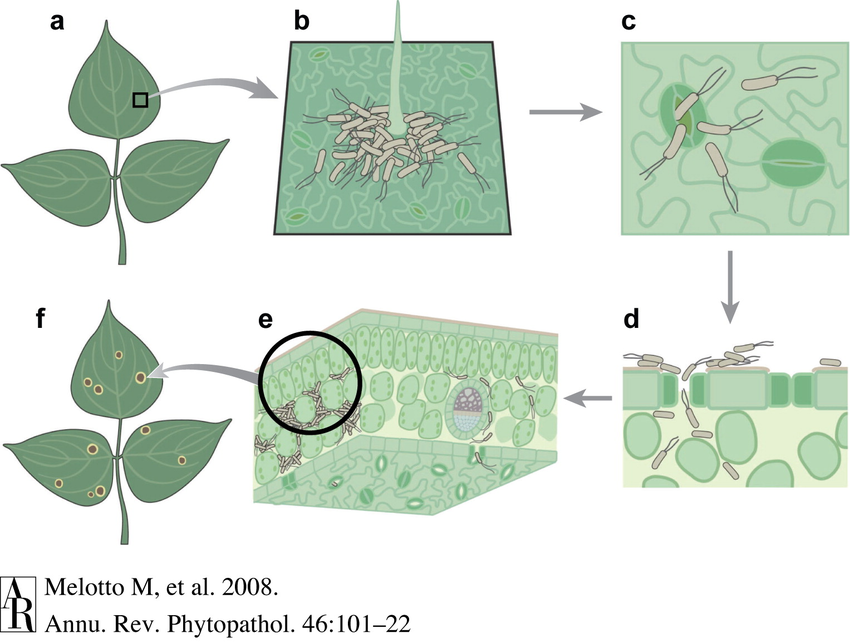 a
b
c
f
e
d
AR
Melotto M, et al. 2008.
Annu. Rev. Phytopathol. 46:101–22